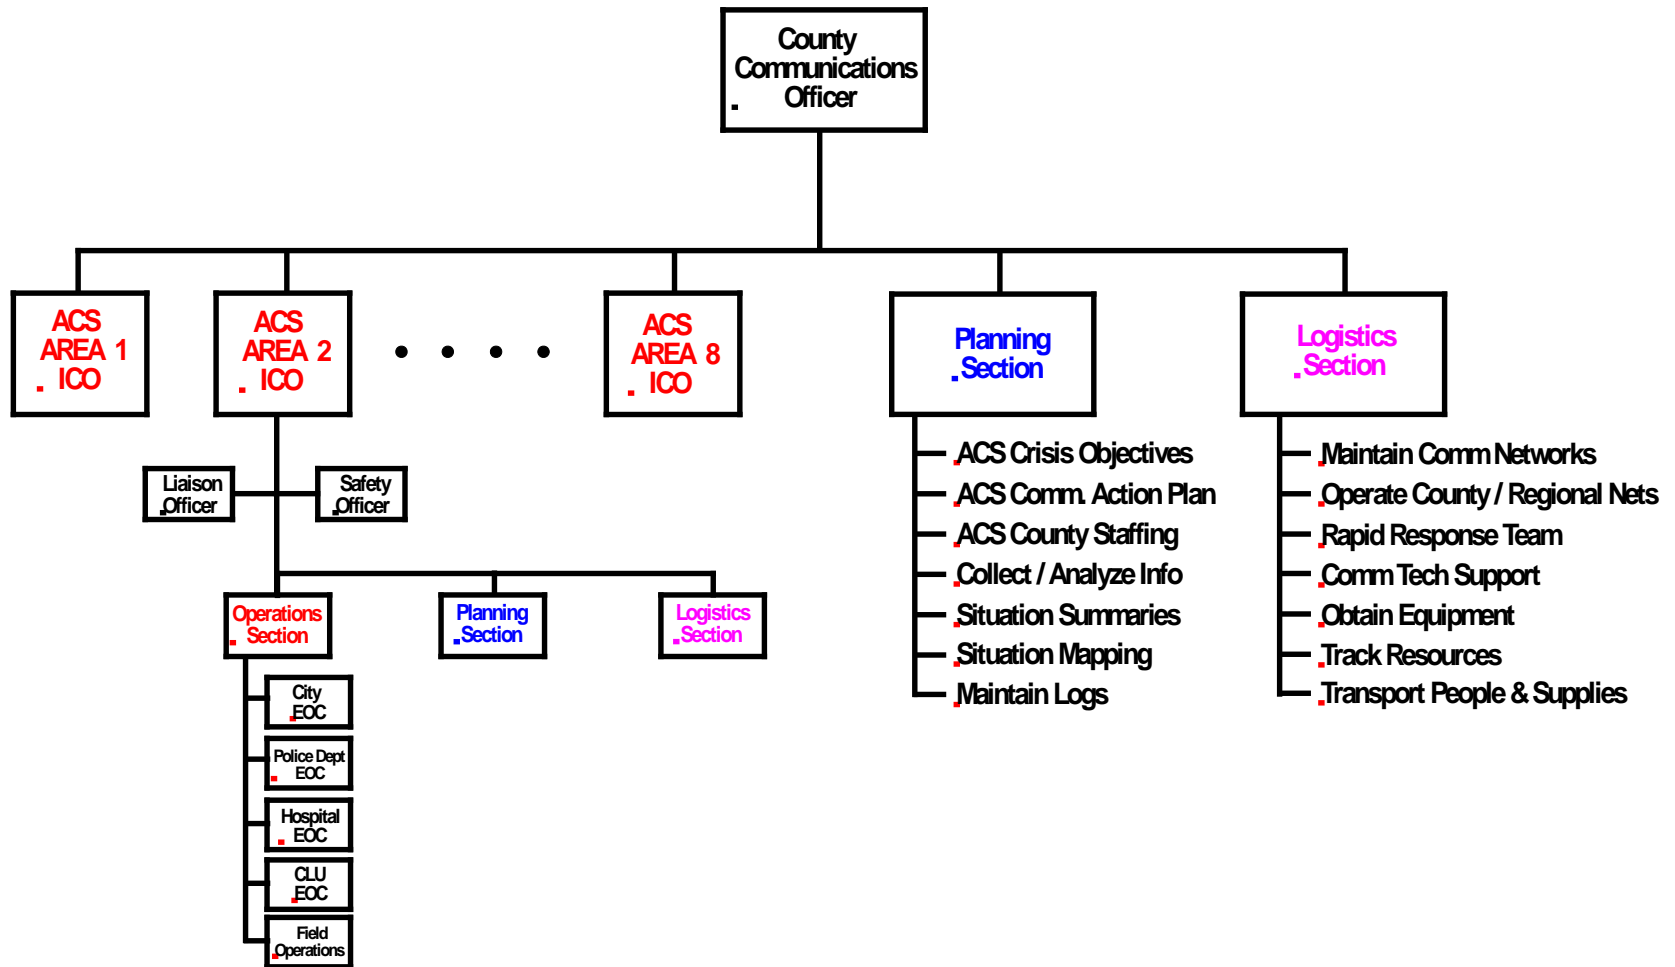 County
Communications
Officer
ACS
AREA 1
ICO
ACS
AREA 2
ICO
ACS
AREA 8
ICO
Planning
Section
Logistics
Section
Liaison
Officer
Safety
Officer
Operations
Section
Planning
Section
Logistics
Section
City
EOC
Police Dept
EOC
Hospital
EOC
CLU
EOC
Field
Operations
ACS Crisis Objectives
ACS Comm. Action Plan
ACS County Staffing
Collect / Analyze Info
Situation Summaries
Situation Mapping
Maintain Logs
Maintain Comm Networks
Operate County / Regional Nets
Rapid Response Team
Comm Tech Support
Obtain Equipment
Track Resources
Transport People & Supplies